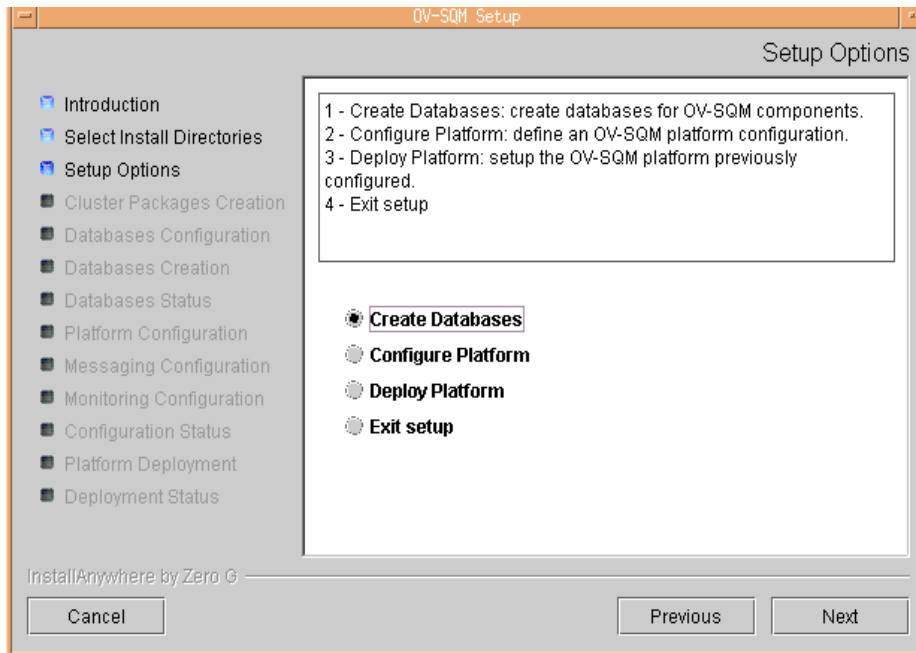 OV-SQM Setup
Setup Options
Introduction
Select Install Directories
Setup Options
Cluster Packages Creation
Databases Configuration
Databases Creation
Databases Status
Platform Configuration
Messaging Configuration
Monitoring Configuration
Configuration Status
Platform Deployment
Deployment Status
1 - Create Databases: create databases for OV-SQM components.
2 - Configure Platform: define an OV-SQM platform configuration.
3 - Deploy Platform: setup the OV-SQM platform previously
configured.
4 - Exit setup
Create Databases
Configure Platform
Deploy Platform
Exit setup
InstallAnywhere by Zero G
Cancel
Previous
Next